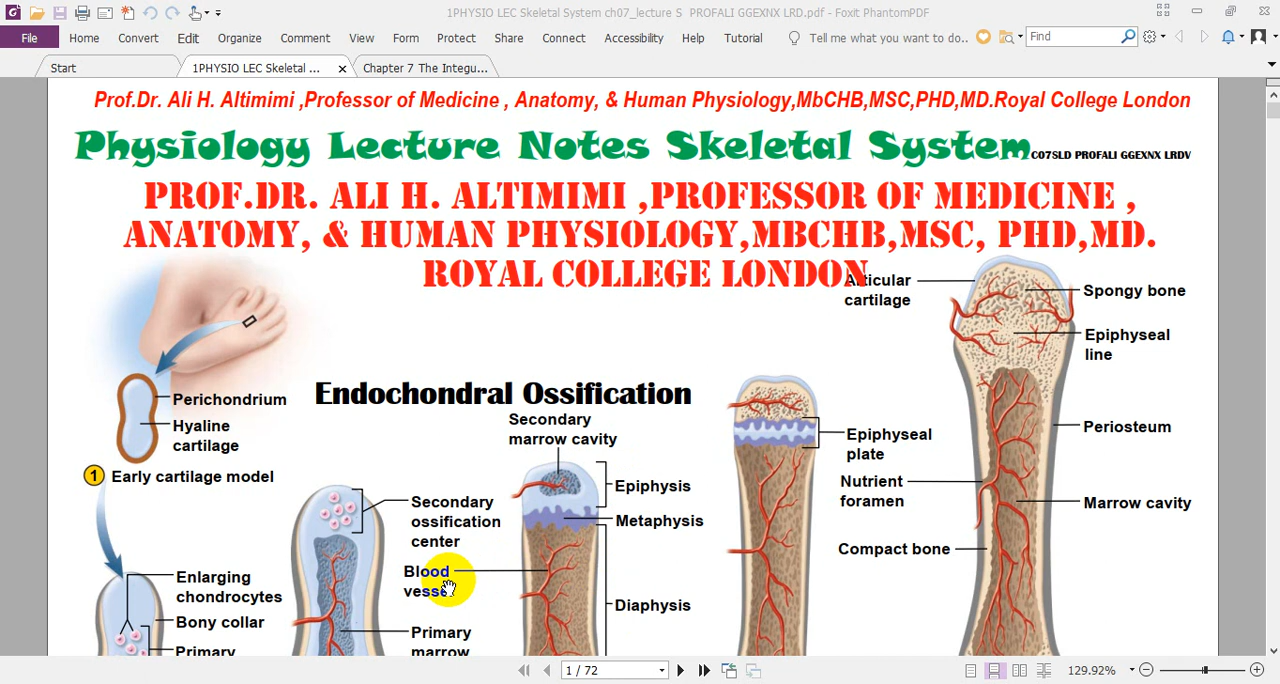 1PHYSIO LEC Skeletal System ch07_lecture S PROFALI GGEXNX LRD.pdf - Foxit PhantomPDF
File Home Convert Edit Organize Comment View Form Protect Share Connect Accessibility Help Tutorial Tell me what you want to do.. Find
Start 1PHYSIO LEC Skeletal ... Chapter 7 The Integu...
Prof.Dr. Ali H. Altimimi ,Professor of Medicine , Anatomy, & Human Physiology,MbCHB,MSC,PHD,MD.Royal College London
Physiology Lecture Notes Skeletal System C07SLD PROFALI GGEXNX LRDV
PROF.DR. ALI H. ALTIMIMI ,PROFESSOR OF MEDICINE ,
ANATOMY, & HUMAN PHYSIOLOGY,MBCHB,MSC, PHD,MD.
ROYAL COLLEGE LONDON
Articular
cartilage
Spongy bone
Epiphyseal
line
Perichondrium
Hyaline
cartilage
Endochondral Ossification
Secondary
marrow cavity
Epiphyseal
plate
Periosteum
1 Early cartilage model
Secondary
ossification
center
Epiphysis
Metaphysis
Nutrient
foramen
Marrow cavity
Compact bone
Blood
vessel
Enlarging
chondrocytes
Bony collar
Primary
Diaphysis
Primary
marrow
1 / 72
129.92%